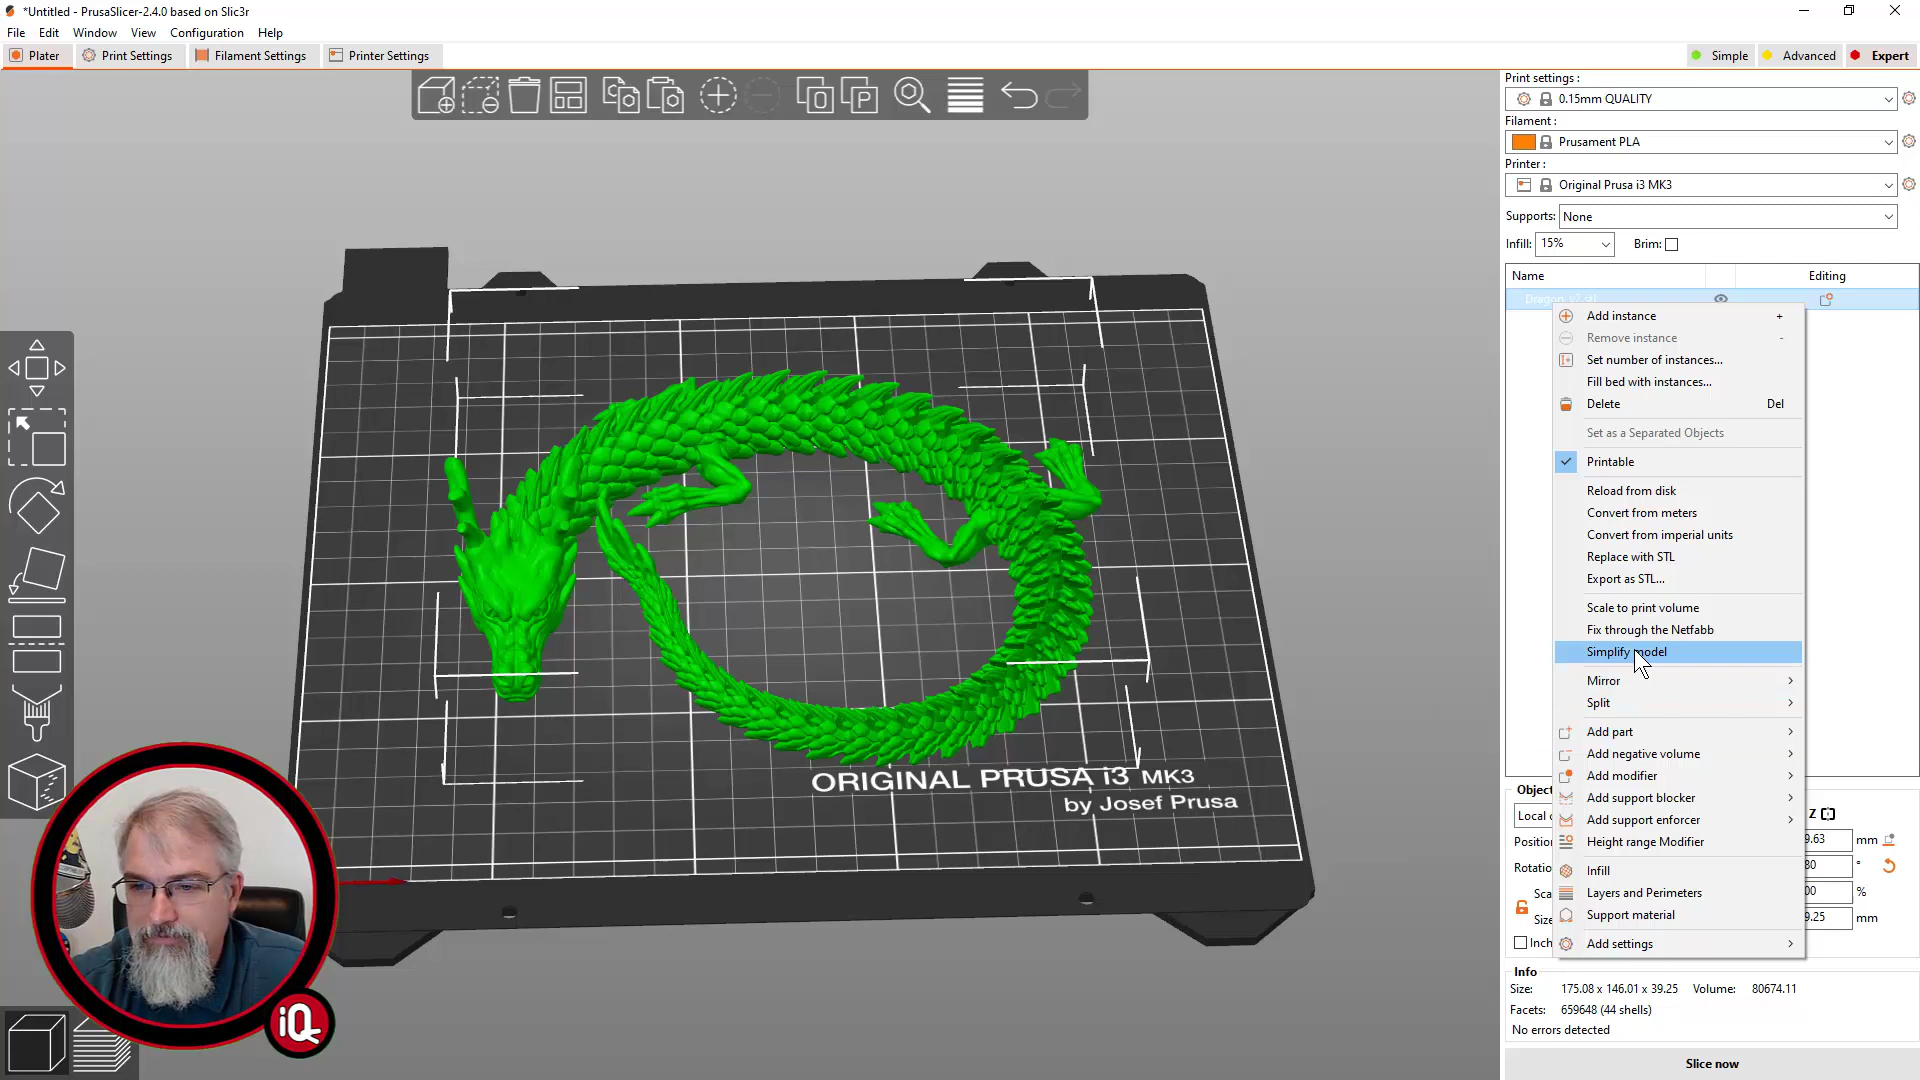 *Untitled - PrusaSlicer-2.4.0 based on Slic3r
File Edit Window View Configuration Help
Plater Print Settings Filament Settings Printer Settings Simple Advanced Expert
Print settings :
0.15mm QUALITY
Filament :
Prusament PLA
Printer :
Original Prusa i3 MK3
Supports: None
Infill: 15% Brim:
Name Editing
Add instance +
Remove instance -
Set number of instances...
Fill bed with instances...
Delete Del
Set as a Separated Objects
Printable
Reload from disk
Convert from meters
Convert from imperial units
Replace with STL
Export as STL...
Scale to print volume
Fix through the Netfabb
Simplify model
Mirror
Split
Add part
Add negative volume
Add modifier
Add support blocker
Add support enforcer
Height range Modifier
Infill
Layers and Perimeters
Support material
Add settings
Z
mm
°
%
9.25 mm
ORIGINAL PRUSA i3 MK3
by Josef Prusa
iQ
Info
Size: 175.08 x 146.01 x 39.25 Volume: 80674.11
Facets: 659648 (44 shells)
No errors detected
Slice now